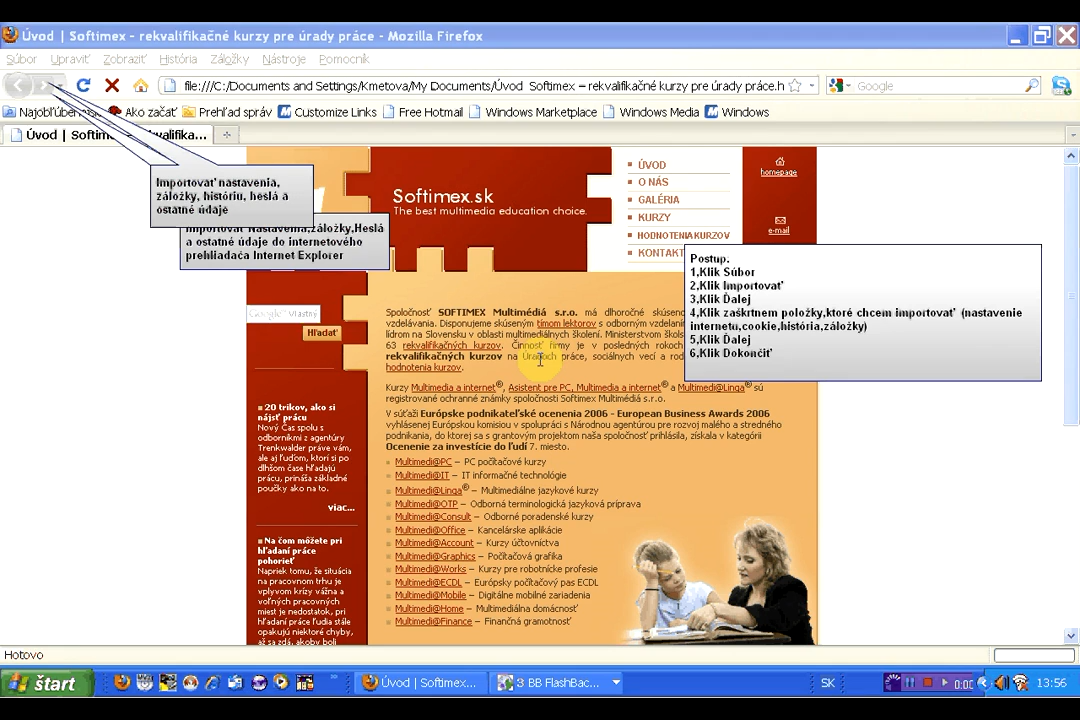 Úvod | Softimex - rekvalifikačné kurzy pre úrady práce - Mozilla Firefox
Súbor Upraviť Zobraziť História Záložky Nástroje Pomocník
file:///C:/Documents and Settings/Kmetova/My Documents/Úvod Softimex – rekvalifikačné kurzy pre úrady práce.h
Google
Ako začať Prehľad správ Customize Links Free Hotmail Windows Marketplace Windows Media Windows
Importovať nastavenia,
záložky, históriu, heslá a
ostatné údaje
Importovať Nastavenia,záložky,Heslá
a ostatné údaje do internetového
prehliadača Internet Explorer
Softimex.sk
The best multimedia education choice.
ÚVOD
O NÁS
GALÉRIA
KURZY
HODNOTENIA KURZOV
KONTAKT
homepage
e-mail
Postup.
1,Klik Súbor
2,Klik Importovať
3,Klik Ďalej
4,Klik zaškrtnem položky,ktoré chcem importovať (nastavenie
internetu,cookie,história,záložky)
5,Klik Ďalej
6,Klik Dokončiť
Google™ Vlastný
Hľadať
Spoločnosť SOFTIMEX Multimédiá s.r.o. má dlhoročné
vzdelávania. Disponujeme skúseným tímom lektorov s odborným
lídrom na Slovensku v oblasti multimediálnych školení. Ministerstvom
63 rekvalifikačných kurzov. Činnosť firmy je v posledných rokoch
rekvalifikačných kurzov na Úradoch práce, sociálnych vecí a
hodnotenia kurzov.
Kurzy Multimedia a internet®, Asistent pre PC, Multimedia a internet® a Multimedi@Linga® sú
registrované ochranné známky spoločnosti Softimex Multimédiá s.r.o.
V súťaži Európske podnikateľské ocenenia 2006 - European Business Awards 2006
vyhlásenej Európskou komisiou v spolupráci s Národnou agentúrou pre rozvoj malého a stredného
podnikania, do ktorej sa s grantovým projektom naša spoločnosť prihlásila, získala v kategórii
Ocenenie za investície do ľudí 7. miesto.
Multimedi@PC – PC počítačové kurzy
Multimedi@IT – IT informačné technológie
Multimedi@Linga® – Multimediálne jazykové kurzy
Multimedi@OTP – Odborná terminologická jazyková príprava
Multimedi@Consult – Odborné poradenské kurzy
Multimedi@Office – Kancelárske aplikácie
Multimedi@Account – Kurzy účtovníctva
Multimedi@Graphics – Počítačová grafika
Multimedi@Works – Kurzy pre robotnícke profesie
Multimedi@ECDL – Európsky počítačový pas ECDL
Multimedi@Mobile – Digitálne mobilné zariadenia
Multimedi@Home – Multimediálna domácnosť
Multimedi@Finance – Finančná gramotnosť
20 trikov, ako si
nájsť prácu
Nový Čas spolu s
odborníkmi z agentúry
Trenkwalder práve vám,
ale aj ľuďom, ktorí si po
dlhšom čase hľadajú
prácu, prináša základné
poučky ako na to.
viac...
Na čom môžete pri
hľadaní práce
pohorieť
Napriek tomu, že situácia
na pracovnom trhu je
vplyvom krízy vážna a
voľných pracovných
miest je nedostatok, pri
hľadaní práce ľudia stále
opakujú niektoré chyby,
až sa zdá, akoby boli
Hotovo
štart
Úvod | Softimex...
3 BB FlashBac...
SK
0:00
13:56